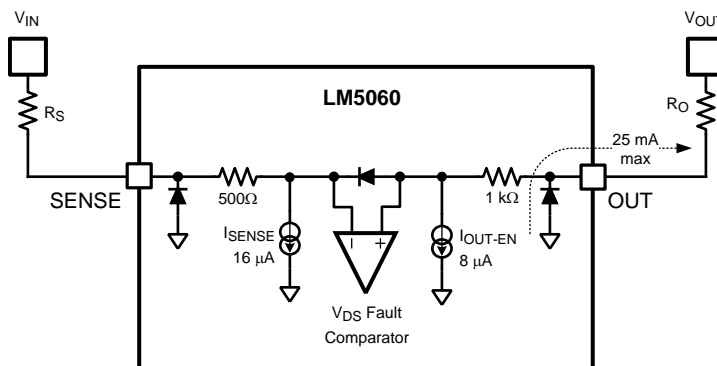 VIN
VOUT
RS
LM5060
RO
25 mA
max
SENSE
500Ω
1 kΩ
OUT
ISENSE
16 μA
–
+
IOUT-EN
8 μA
VDS Fault
Comparator